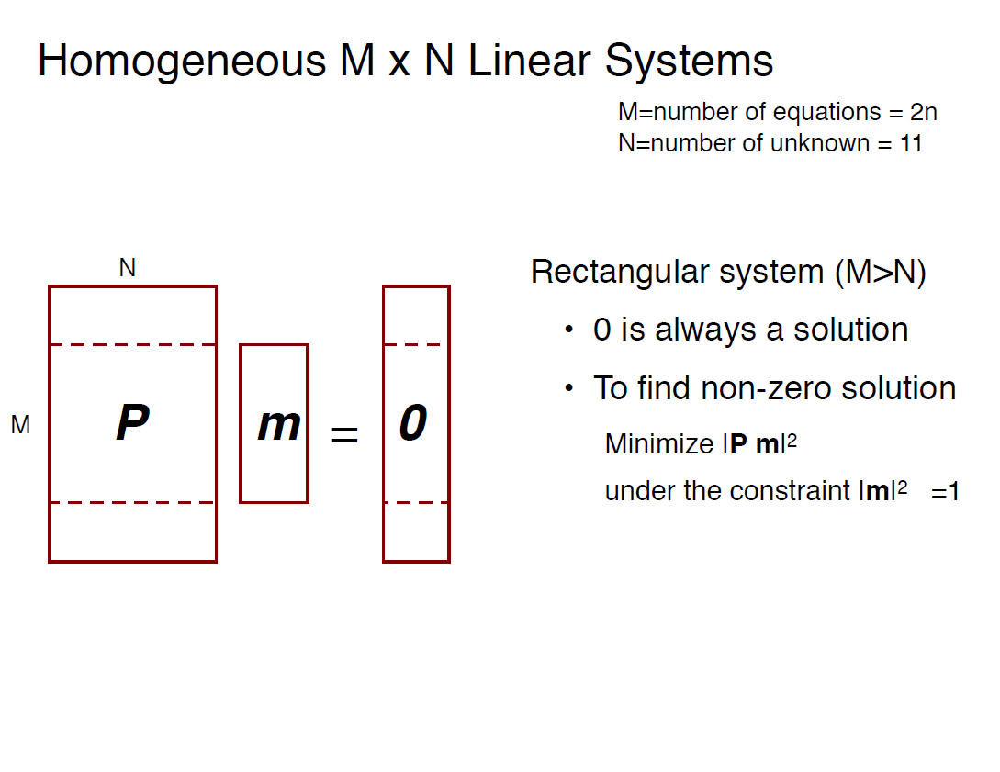 Homogeneous M x N Linear Systems
M=number of equations = 2n
N=number of unknown = 11
N
M
P
m
=
0
Rectangular system (M>N)
• 0 is always a solution
• To find non-zero solution
Minimize |P m|²
under the constraint |m|² =1